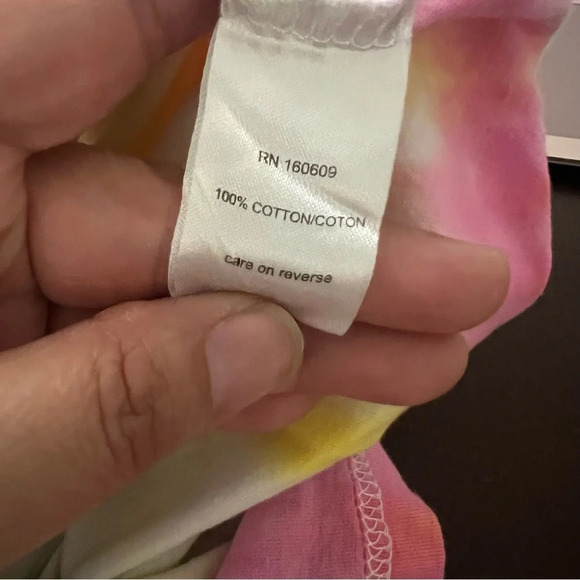 RN 160609
100% COTTON/COTON
care on reverse